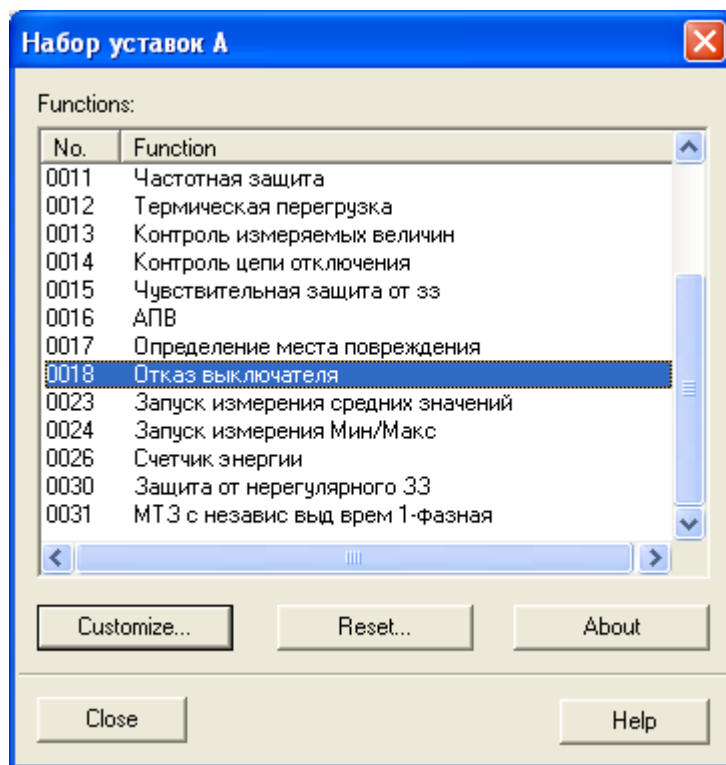 Набор уставок А
Functions:
No. Function
0011 Частотная защита
0012 Термическая перегрузка
0013 Контроль измеряемых величин
0014 Контроль цепи отключения
0015 Чувствительная защита от зз
0016 АПВ
0017 Определение места повреждения
0018 Отказ выключателя
0023 Запуск измерения средних значений
0024 Запуск измерения Мин/Макс
0026 Счетчик энергии
0030 Защита от нерегулярного ЗЗ
0031 МТЗ с независ выд врем 1-фазная
Customize... Reset... About
Close Help